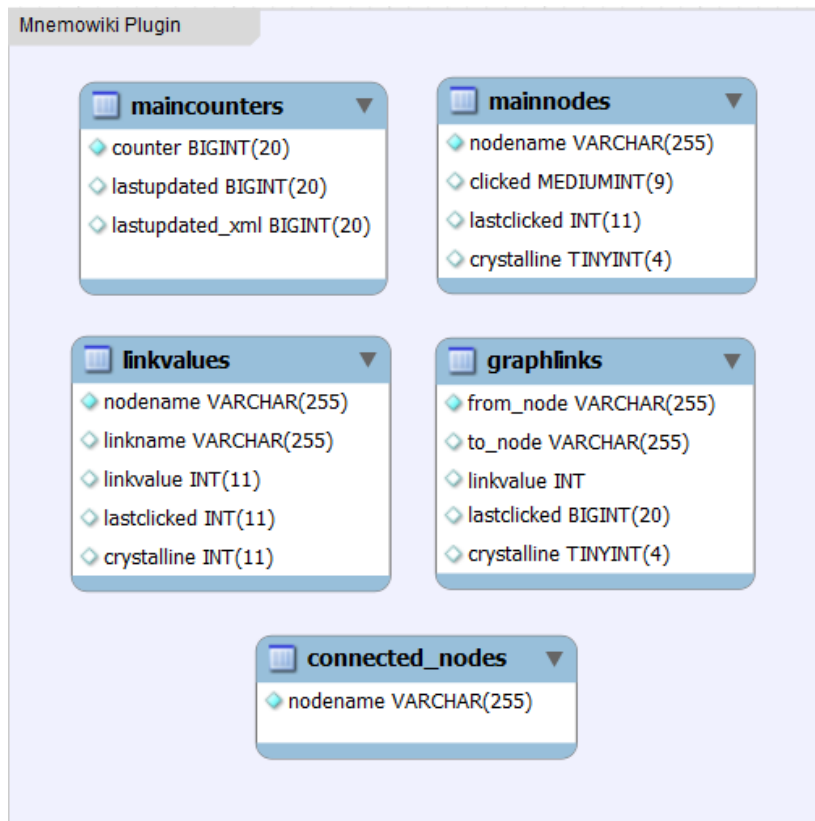 Mnemowiki Plugin
maincounters
counter BIGINT(20)
lastupdated BIGINT(20)
lastupdated_xml BIGINT(20)
mainnodes
nodename VARCHAR(255)
clicked MEDIUMINT(9)
lastclicked INT(11)
crystalline TINYINT(4)
linkvalues
nodename VARCHAR(255)
linkname VARCHAR(255)
linkvalue INT(11)
lastclicked INT(11)
crystalline INT(11)
graphlinks
from_node VARCHAR(255)
to_node VARCHAR(255)
linkvalue INT
lastclicked BIGINT(20)
crystalline TINYINT(4)
connected_nodes
nodename VARCHAR(255)